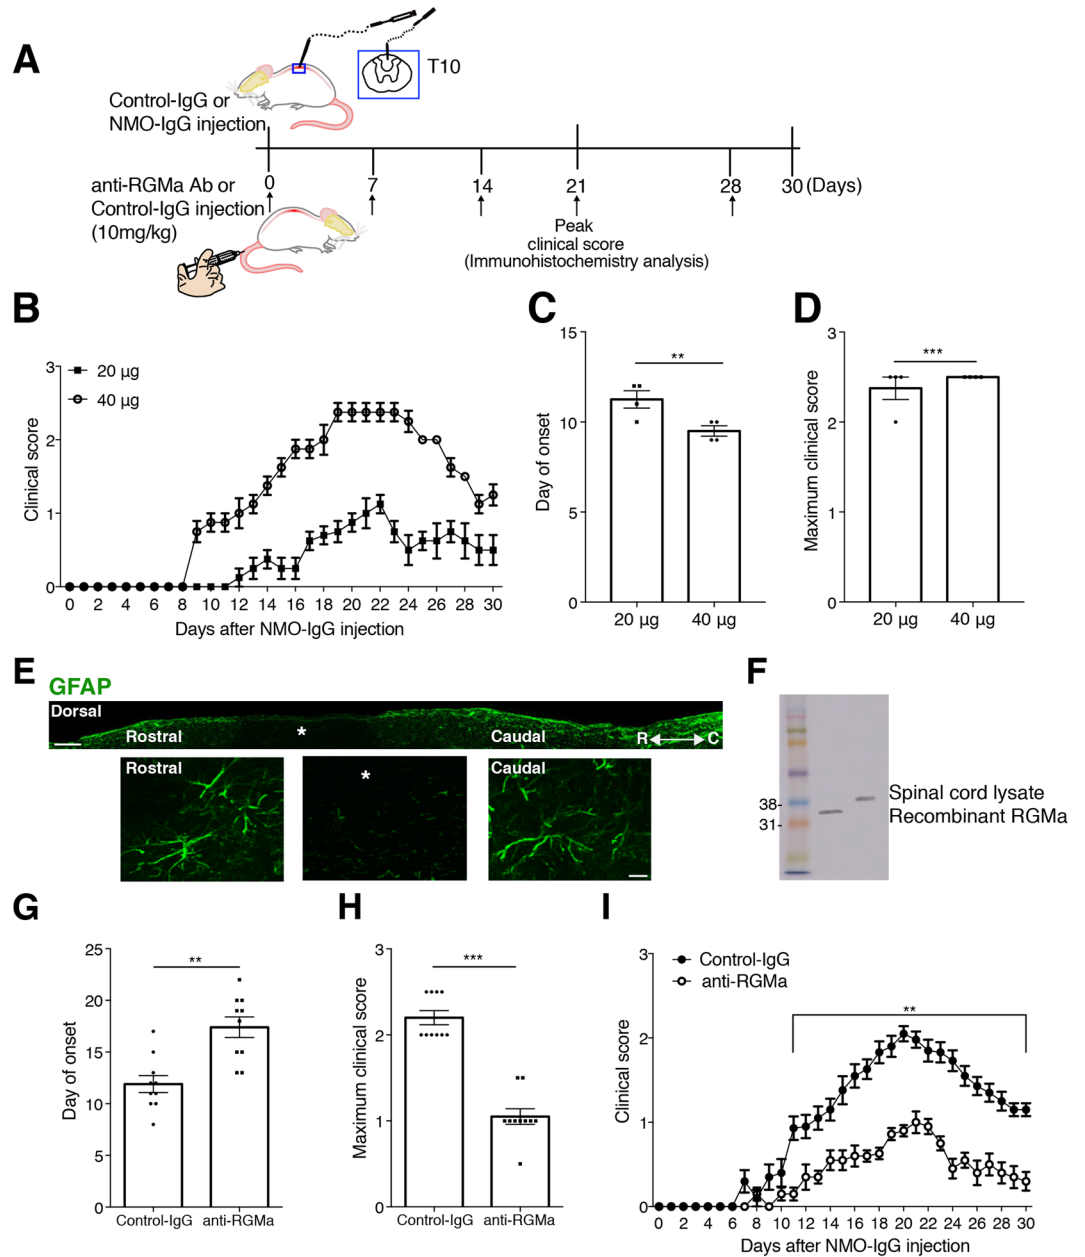 A
T10
Control-IgG or
NMO-IgG injection
anti-RGMa Ab or
Control-IgG injection
(10mg/kg)
0 7 14 21 28 30 (Days)
Peak
clinical score
(Immunohistochemistry analysis)
B
Clinical score
3
2
1
0
20 µg
40 µg
0 2 4 6 8 10 12 14 16 18 20 22 24 26 28 30
Days after NMO-IgG injection
C
Day of onset
15
10
5
0
**
20 µg 40 µg
D
Maximum clinical score
3
2
1
0
***
20 µg 40 µg
E
GFAP
Dorsal
Rostral * Caudal R C
Rostral * Caudal
F
38-
31-
Spinal cord lysate
Recombinant RGMa
G
Day of onset
25
20
15
10
5
0
**
Control-IgG anti-RGMa
H
Maximum clinical score
3
2
1
0
***
Control-IgG anti-RGMa
I
Clinical score
3
2
1
0
Control-IgG
anti-RGMa
**
0 2 4 6 8 10 12 14 16 18 20 22 24 26 28 30
Days after NMO-IgG injection